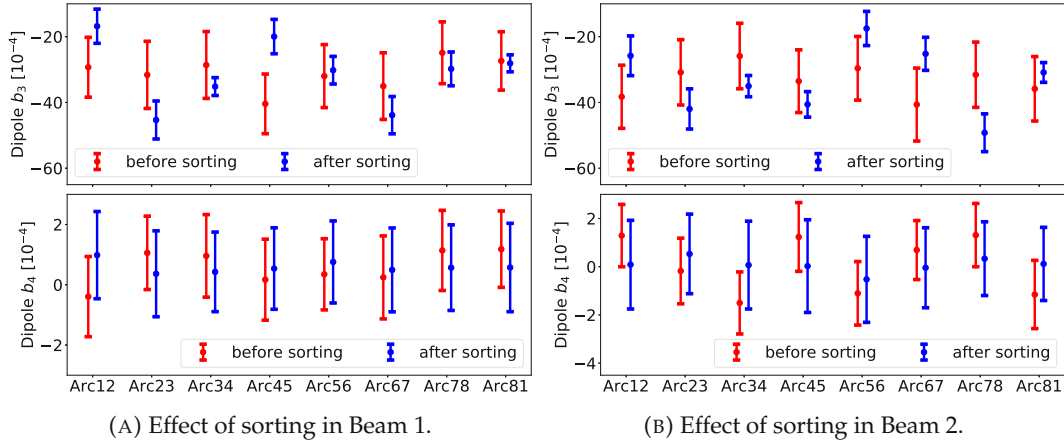 Dipole b₃ [10⁻⁴]
−20
−40
−60
before sorting after sorting
Dipole b₄ [10⁻⁴]
2
0
−2
before sorting after sorting
Arc12 Arc23 Arc34 Arc45 Arc56 Arc67 Arc78 Arc81
(A) Effect of sorting in Beam 1.
Dipole b₃ [10⁻⁴]
−20
−40
−60
before sorting after sorting
Dipole b₄ [10⁻⁴]
2
0
−2
−4
before sorting after sorting
Arc12 Arc23 Arc34 Arc45 Arc56 Arc67 Arc78 Arc81
(B) Effect of sorting in Beam 2.